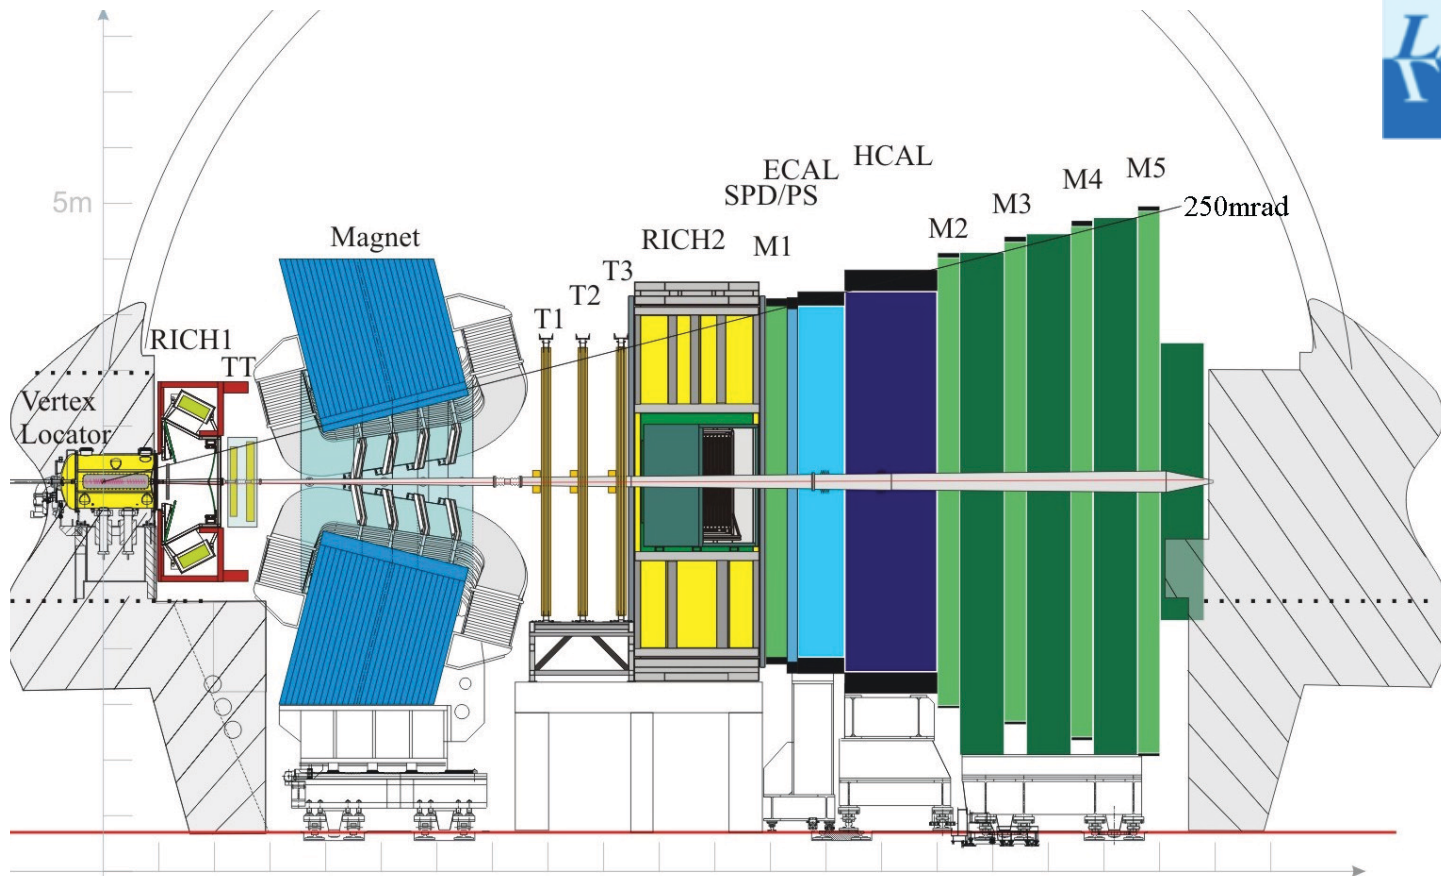 5m
Vertex
Locator
RICH1
TT
Magnet
T1
T2
T3
RICH2
SPD/PS
ECAL
HCAL
M1
M2
M3
M4
M5
250mrad